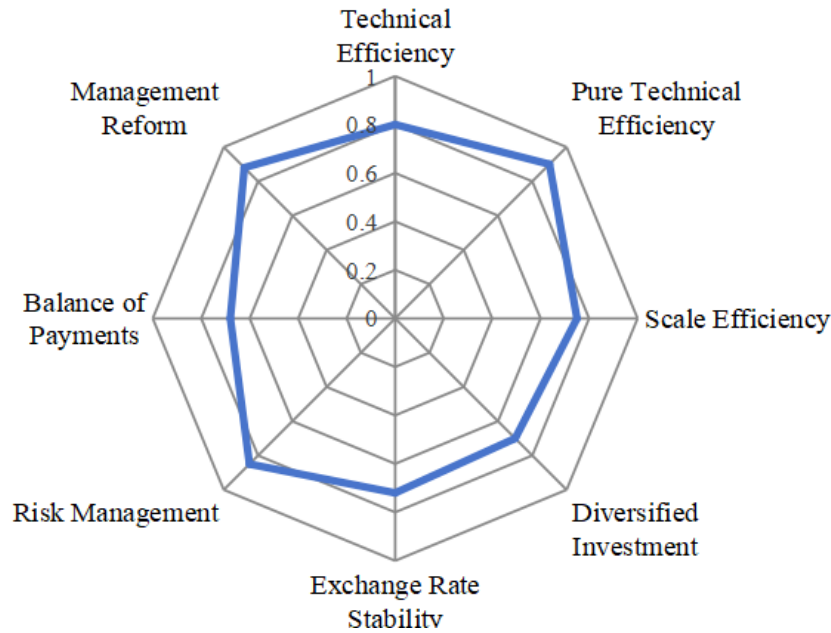 Technical
Efficiency
Management
Reform
Pure Technical
Efficiency
1
0.8
0.6
0.4
0.2
0
Balance of
Payments
Scale Efficiency
Risk Management
Diversified
Investment
Exchange Rate
Stability